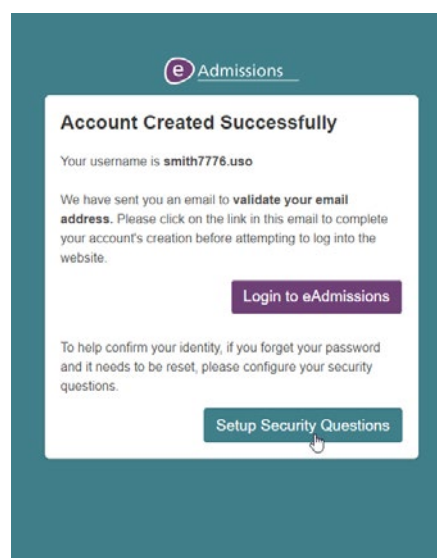 e Admissions
Account Created Successfully
Your username is smith7776.uso
We have sent you an email to validate your email
address. Please click on the link in this email to complete
your account's creation before attempting to log into the
website.
Login to eAdmissions
To help confirm your identity, if you forget your password
and it needs to be reset, please configure your security
questions.
Setup Security Questions